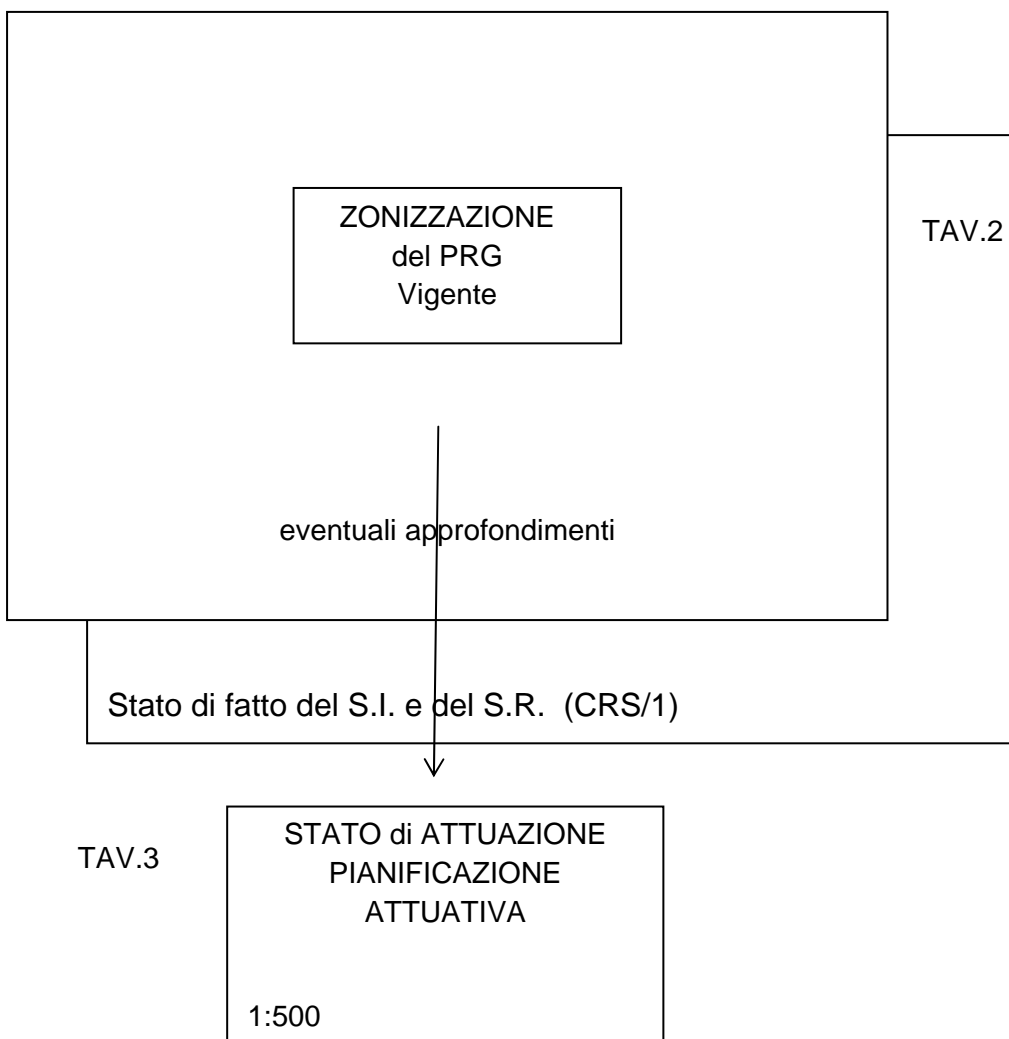 ZONIZZAZIONE
del PRG
Vigente
TAV.2
eventuali approfondimenti
Stato di fatto del S.I. e del S.R. (CRS/1)
TAV.3
STATO di ATTUAZIONE
PIANIFICAZIONE
ATTUATIVA
1:500